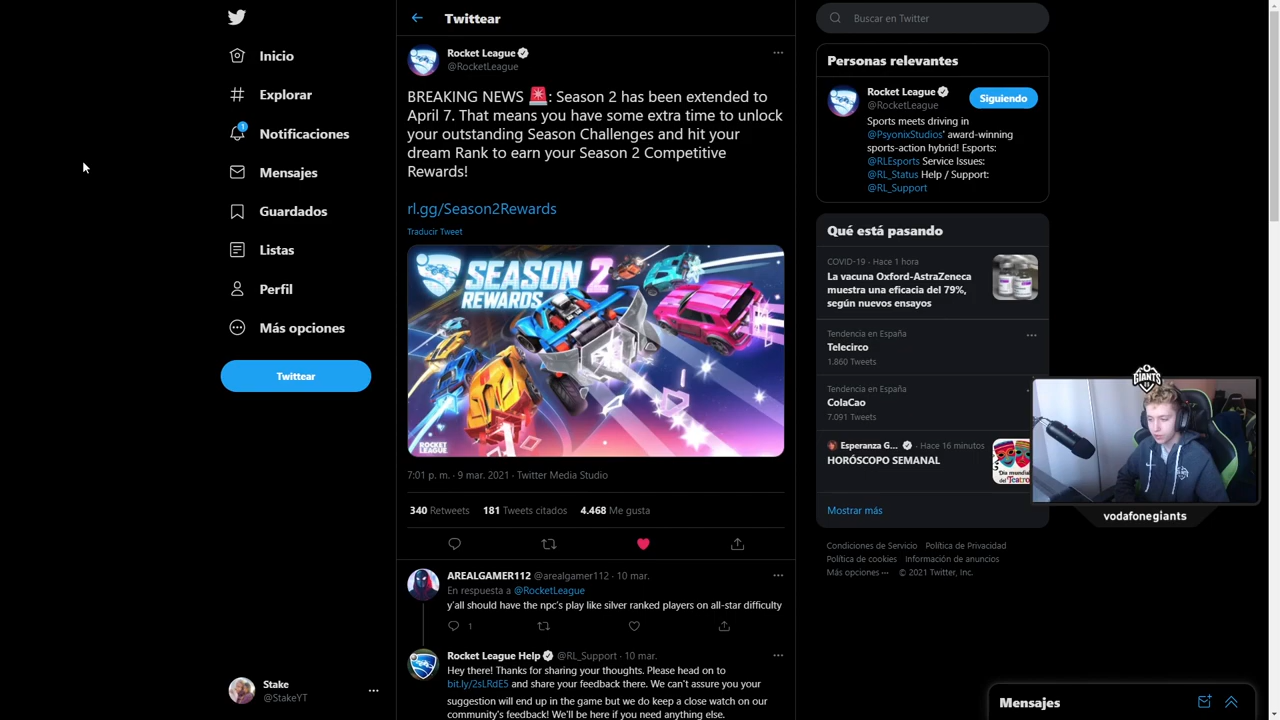 Inicio
Explorar
1
Notificaciones
Mensajes
Guardados
Listas
Perfil
Más opciones
Twittear
Stake
@StakeYT
Twittear
Rocket League
@RocketLeague
BREAKING NEWS 🚨: Season 2 has been extended to
April 7. That means you have some extra time to unlock
your outstanding Season Challenges and hit your
dream Rank to earn your Season 2 Competitive
Rewards!
rl.gg/Season2Rewards
Traducir Tweet
SEASON 2
REWARDS
ROCKET
LEAGUE
7:01 p. m. · 9 mar. 2021 · Twitter Media Studio
340 Retweets 181 Tweets citados 4.468 Me gusta
AREALGAMER112 @arealgamer112 · 10 mar.
En respuesta a @RocketLeague
y'all should have the npc's play like silver ranked players on all-star difficulty
1
Rocket League Help @RL_Support · 10 mar.
Hey there! Thanks for sharing your thoughts. Please head on to
bit.ly/2sLRdE5 and share your feedback there. We can't assure you your
suggestion will end up in the game but we do keep a close watch on our
community's feedback! We'll be here if you need anything else.
Buscar en Twitter
Personas relevantes
Rocket League
@RocketLeague
Siguiendo
Sports meets driving in
@PsyonixStudios' award-winning
sports-action hybrid! Esports:
@RLEsports Service Issues:
@RL_Status Help / Support:
@RL_Support
Qué está pasando
COVID-19 · Hace 1 hora
La vacuna Oxford-AstraZeneca
muestra una eficacia del 79%,
según nuevos ensayos
Tendencia en España
Telecirco
1.860 Tweets
Tendencia en España
ColaCao
7.091 Tweets
Esperanza G... · Hace 16 minutos
HORÓSCOPO SEMANAL
Día mundial
del Teatro
Mostrar más
GIANTS
vodafonegiants
Condiciones de Servicio Política de Privacidad
Política de cookies Información de anuncios
Más opciones ··· © 2021 Twitter, Inc.
Mensajes